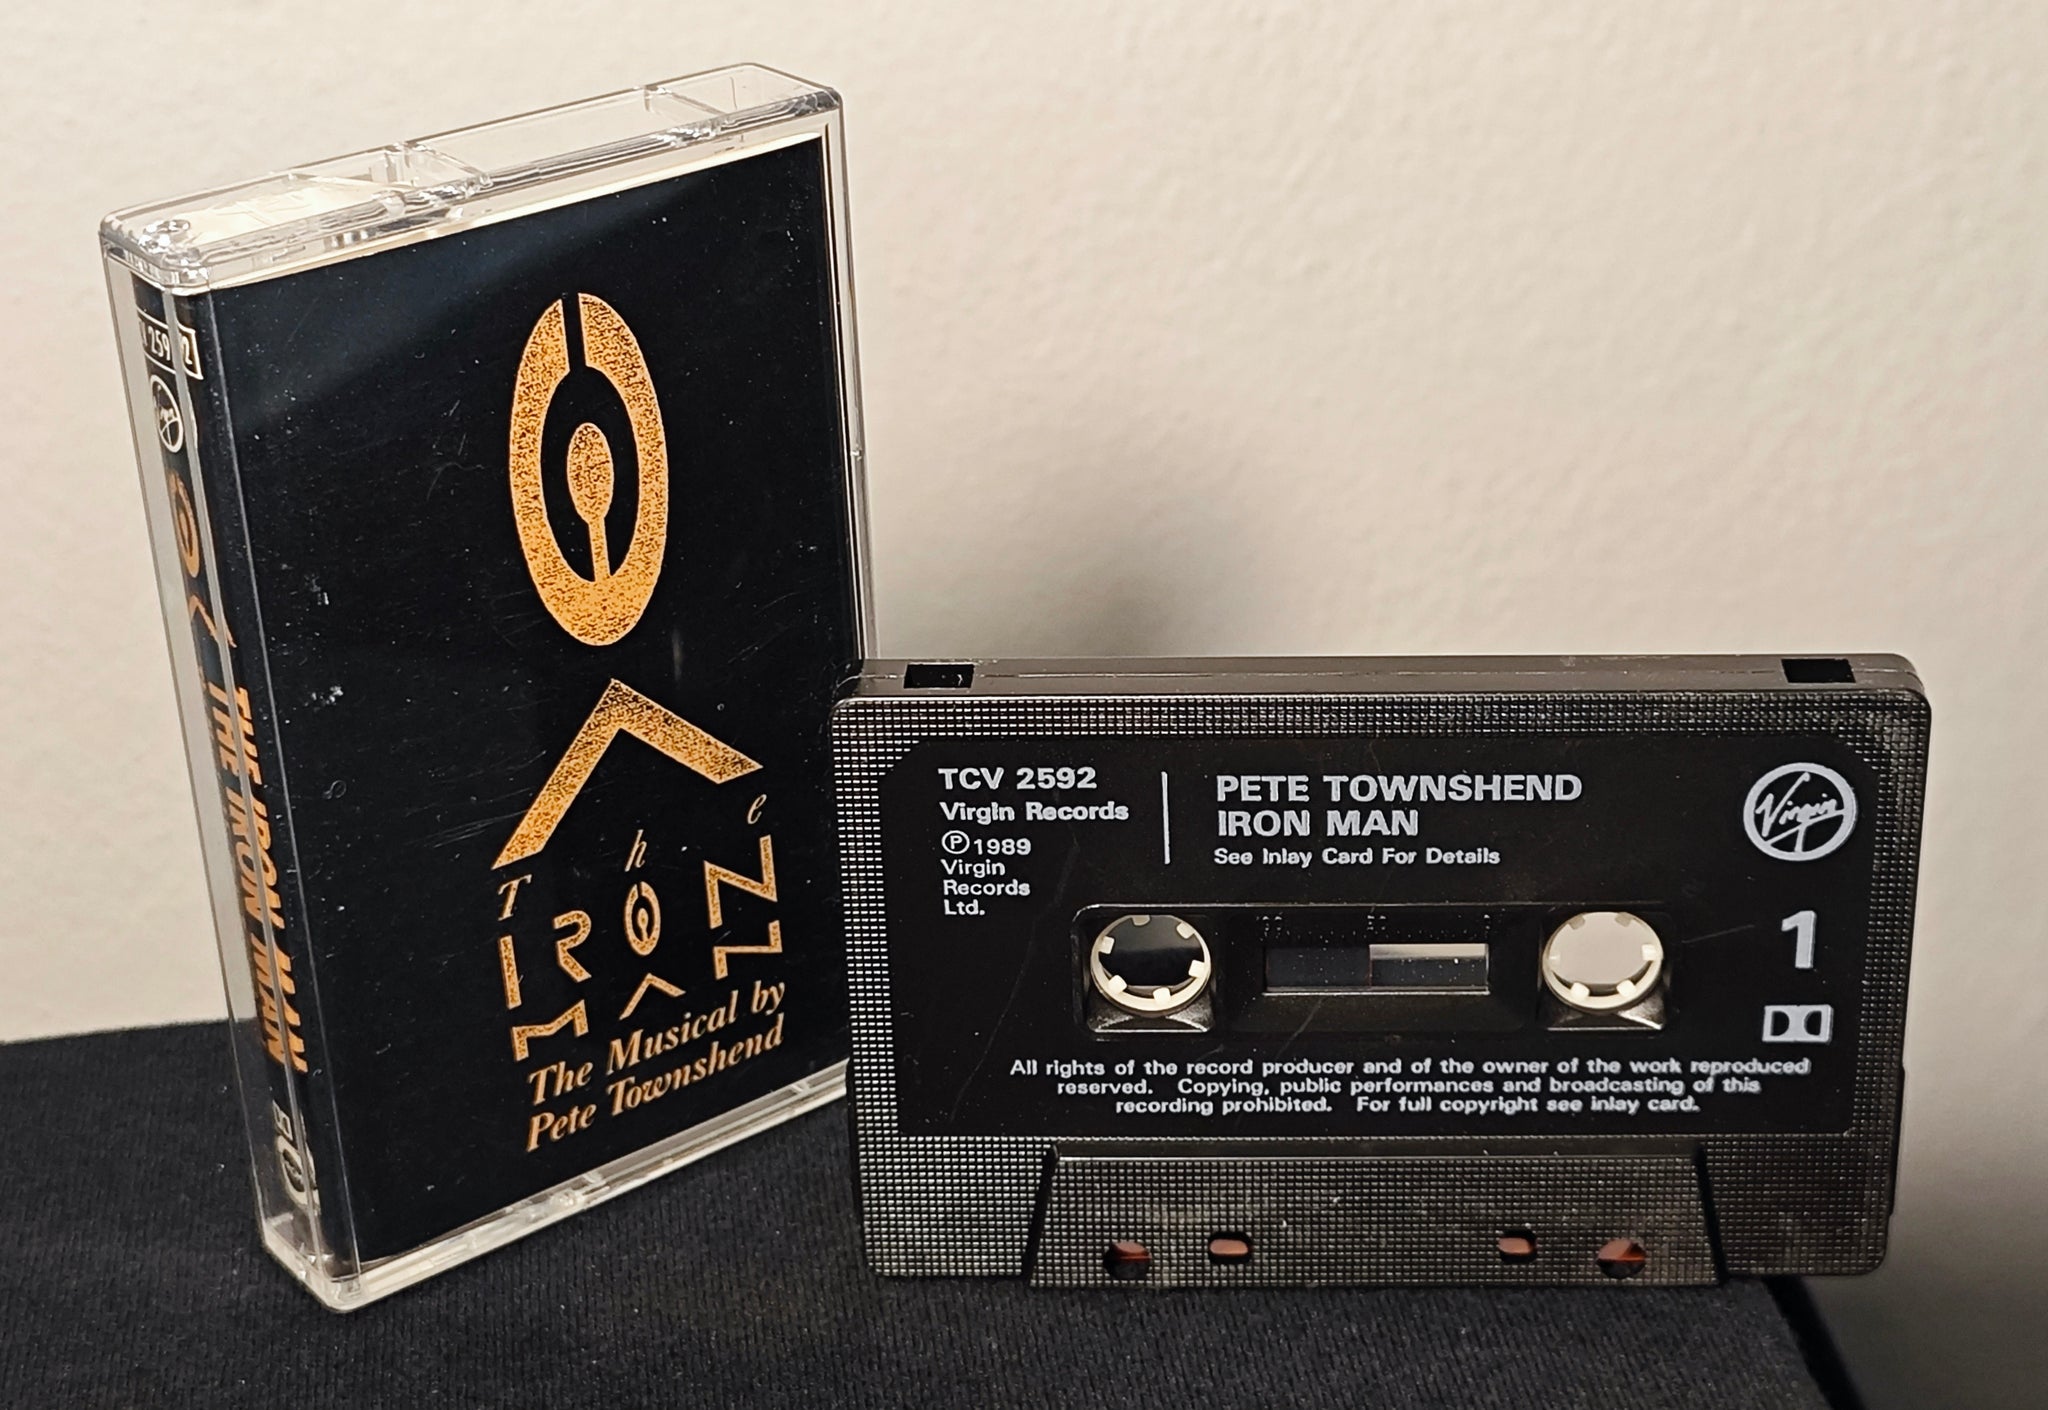 The
IRON
MAN
The Musical by
Pete Townshend
THE IRON MAN
TCV 2592
Virgin Records
Ⓟ 1989
Virgin
Records
Ltd.
PETE TOWNSHEND
IRON MAN
See Inlay Card For Details
Virgin
1
All rights of the record producer and of the owner of the work reproduced
reserved. Copying, public performances and broadcasting of this
recording prohibited. For full copyright see inlay card.